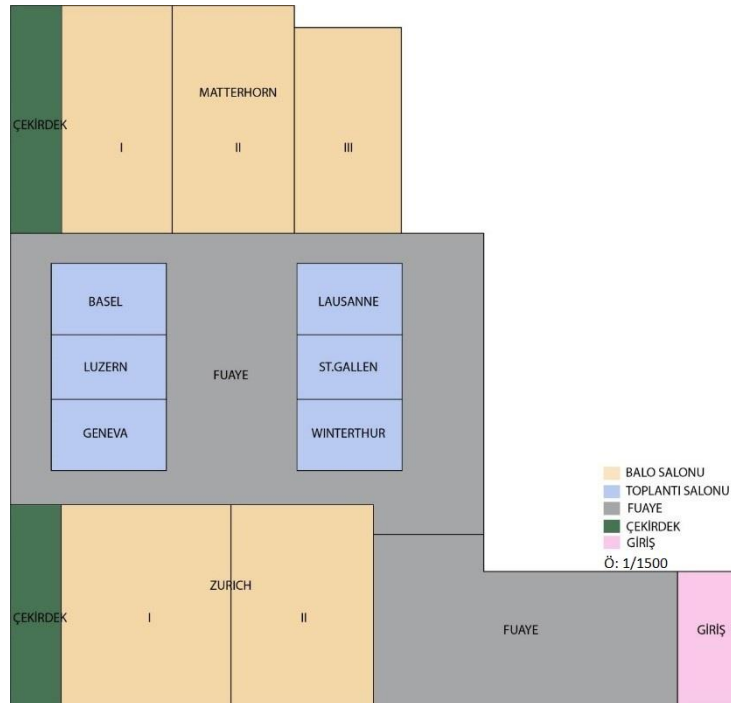 MATTERHORN
ÇEKİRDEK
I
II
III
BASEL
LAUSANNE
LUZERN
FUAYE
ST.GALLEN
GENEVA
WINTERTHUR
BALO SALONU
TOPLANTI SALONU
FUAYE
ÇEKİRDEK
GİRİŞ
Ö: 1/1500
ZURICH
ÇEKİRDEK
I
II
FUAYE
GİRİŞ